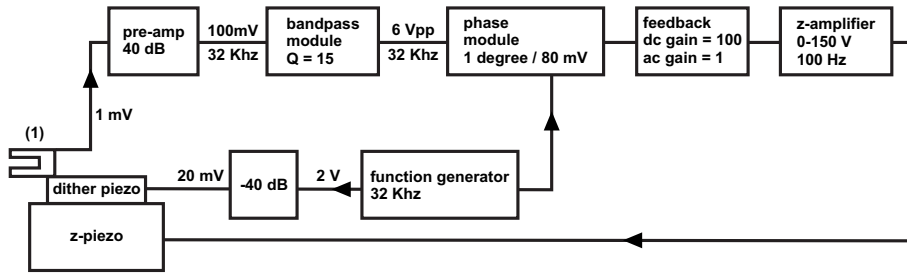 pre-amp
40 dB
100mV
32 Khz
bandpass
module
Q = 15
6 Vpp
32 Khz
phase
module
1 degree / 80 mV
feedback
dc gain = 100
ac gain = 1
z-amplifier
0-150 V
100 Hz
1 mV
(1)
dither piezo
20 mV
-40 dB
2 V
function generator
32 Khz
z-piezo